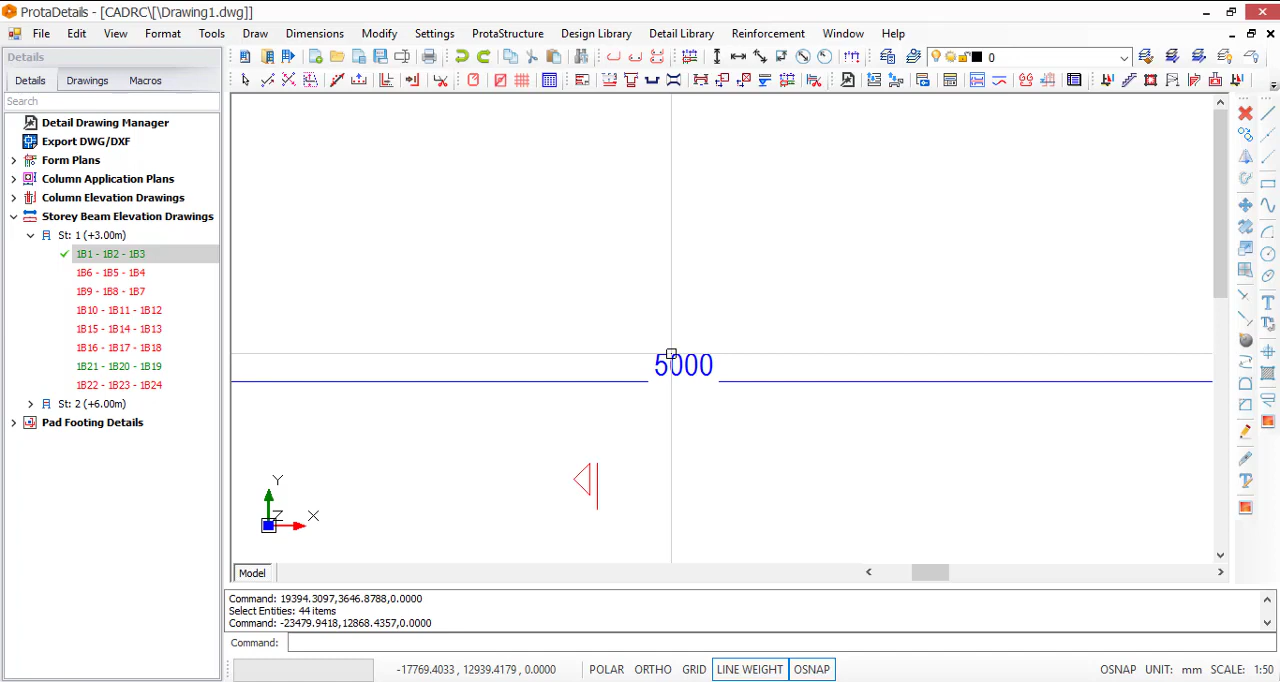 ProtaDetails - [CADRC\[\Drawing1.dwg]]
File Edit View Format Tools Draw Dimensions Modify Settings ProtaStructure Design Library Detail Library Reinforcement Window Help
Details
Details Drawings Macros
Search
0
Detail Drawing Manager
Export DWG/DXF
Form Plans
Column Application Plans
Column Elevation Drawings
Storey Beam Elevation Drawings
St: 1 (+3.00m)
1B1 - 1B2 - 1B3
1B6 - 1B5 - 1B4
1B9 - 1B8 - 1B7
1B10 - 1B11 - 1B12
1B15 - 1B14 - 1B13
1B16 - 1B17 - 1B18
1B21 - 1B20 - 1B19
1B22 - 1B23 - 1B24
St: 2 (+6.00m)
Pad Footing Details
5000
Y
Z
X
Model
Command: 19394.3097,3646.8788,0.0000
Select Entities: 44 items
Command: -23479.9418,12868.4357,0.0000
Command:
-17769.4033 , 12939.4179 , 0.0000 POLAR ORTHO GRID LINE WEIGHT OSNAP OSNAP UNIT: mm SCALE: 1:50